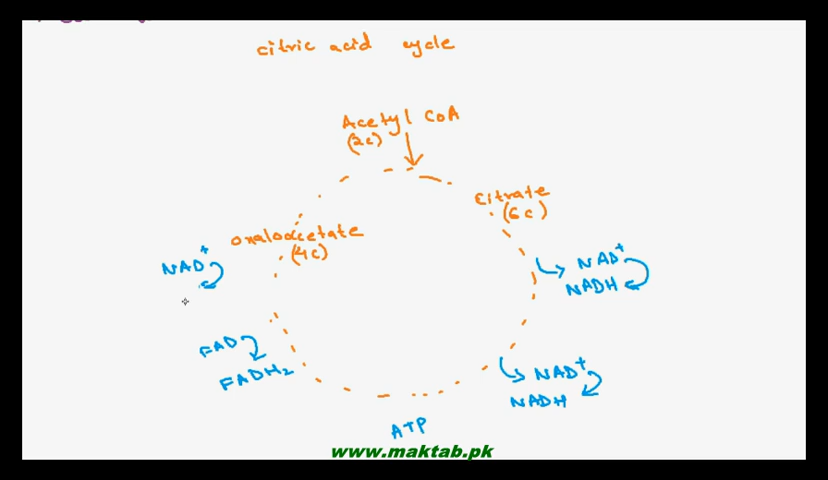 citric acid cycle
Acetyl CoA
(2c)
citrate
(6c)
oxaloacetate
(4c)
NAD+
NAD+
NADH
FAD
FADH2
NAD+
NADH
ATP
www.maktab.pk